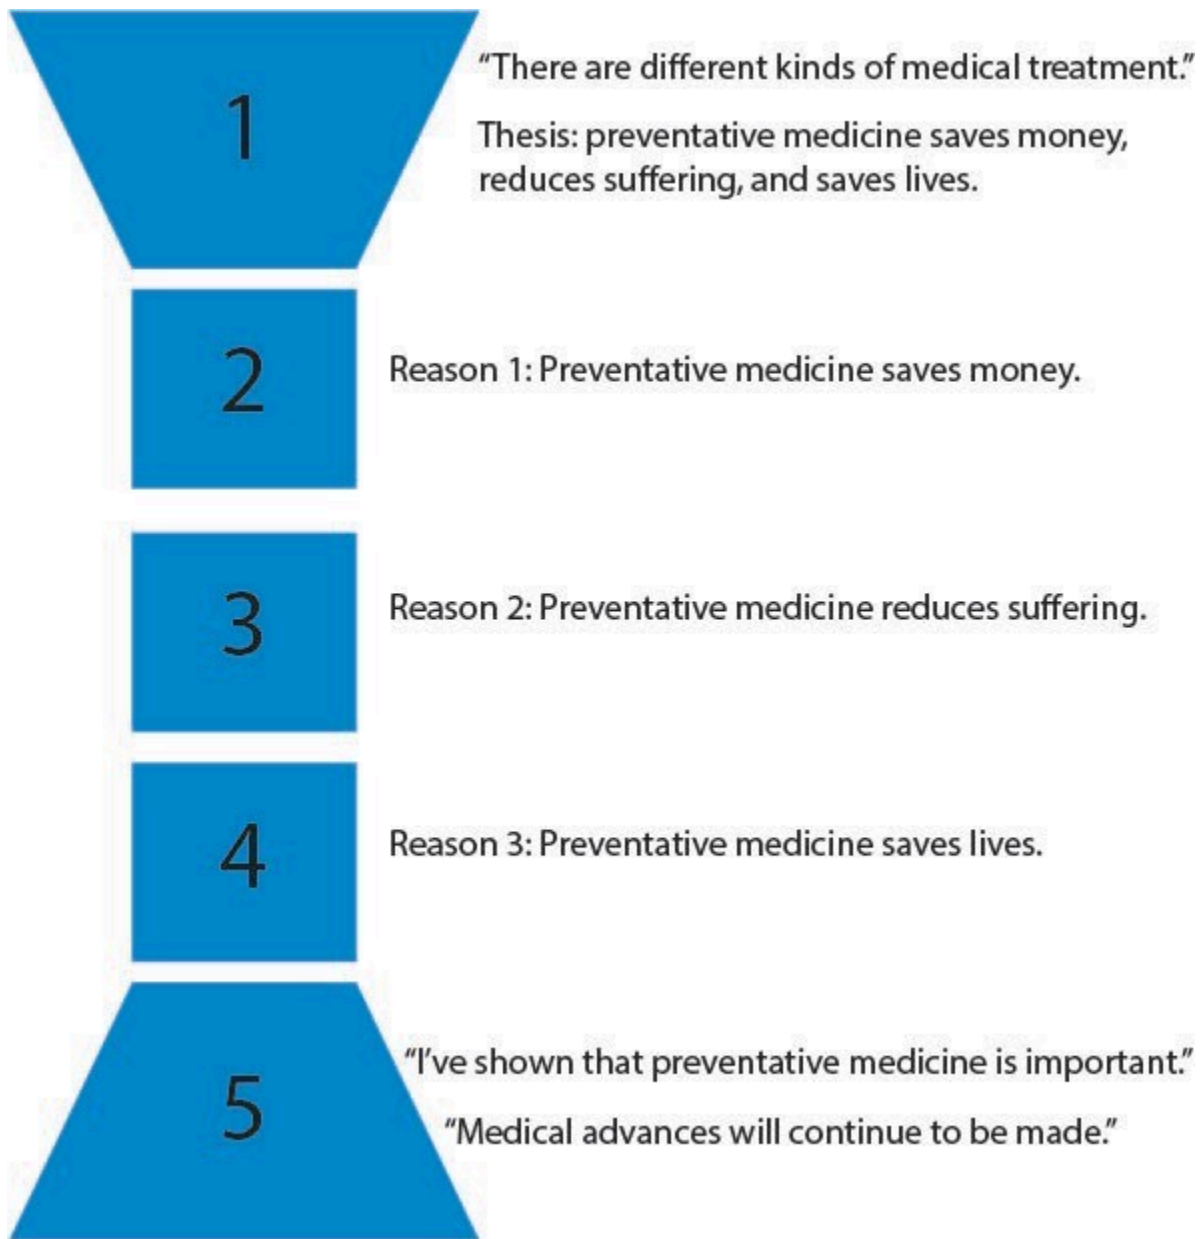 1
“There are different kinds of medical treatment.”
Thesis: preventative medicine saves money,
reduces suffering, and saves lives.
2
Reason 1: Preventative medicine saves money.
3
Reason 2: Preventative medicine reduces suffering.
4
Reason 3: Preventative medicine saves lives.
5
“I’ve shown that preventative medicine is important.”
“Medical advances will continue to be made.”